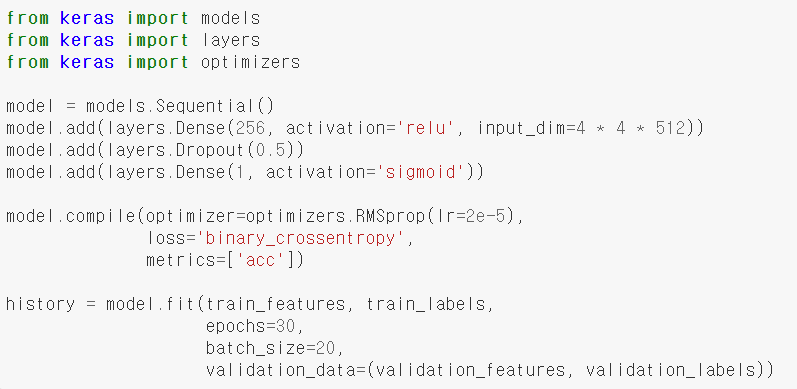 from keras import models
from keras import layers
from keras import optimizers

model = models.Sequential()
model.add(layers.Dense(256, activation='relu', input_dim=4 * 4 * 512))
model.add(layers.Dropout(0.5))
model.add(layers.Dense(1, activation='sigmoid'))

model.compile(optimizer=optimizers.RMSprop(lr=2e-5),
              loss='binary_crossentropy',
              metrics=['acc'])

history = model.fit(train_features, train_labels,
                    epochs=30,
                    batch_size=20,
                    validation_data=(validation_features, validation_labels))